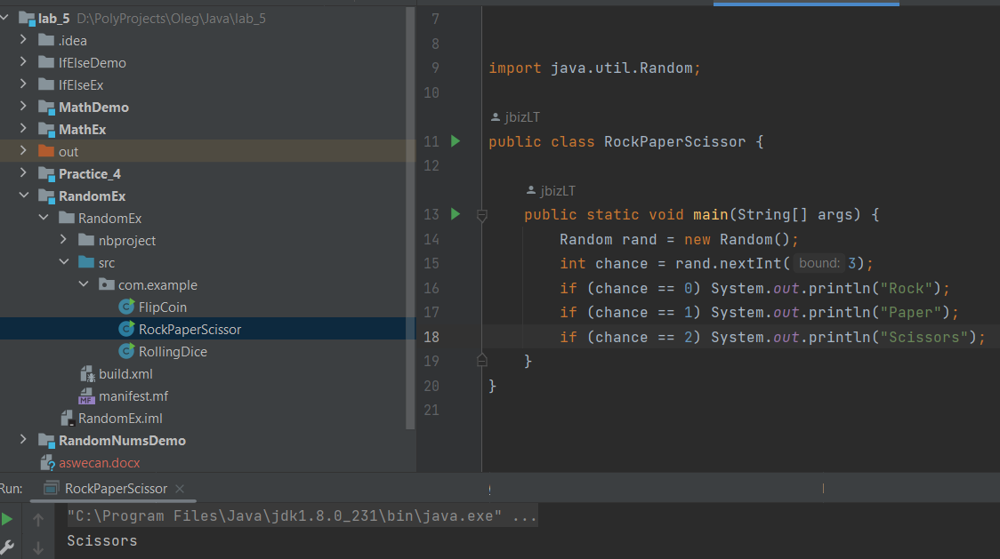 lab_5 D:\PolyProjects\Oleg\Java\lab_5
.idea
IfElseDemo
IfElseEx
MathDemo
MathEx
out
Practice_4
RandomEx
RandomEx
nbproject
src
com.example
FlipCoin
RockPaperScissor
RollingDice
build.xml
manifest.mf
RandomEx.iml
RandomNumsDemo
aswecan.docx
7
8
9 import java.util.Random;
10
jbizLT
11 public class RockPaperScissor {
12
jbizLT
13 public static void main(String[] args) {
14 Random rand = new Random();
15 int chance = rand.nextInt( bound: 3);
16 if (chance == 0) System.out.println("Rock");
17 if (chance == 1) System.out.println("Paper");
18 if (chance == 2) System.out.println("Scissors");
19 }
20 }
21
Run: RockPaperScissor
"C:\Program Files\Java\jdk1.8.0_231\bin\java.exe" ...
Scissors